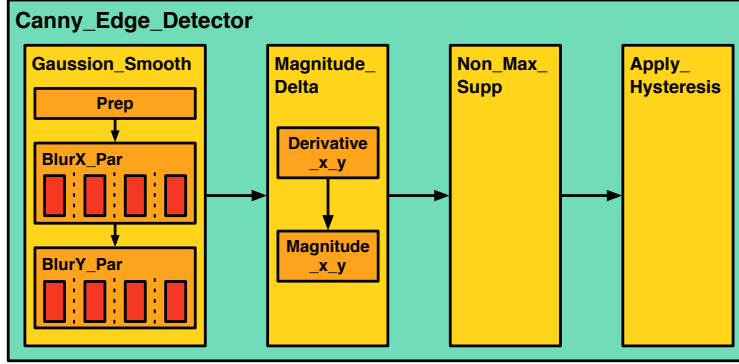 Canny_Edge_Detector
Gaussion_Smooth
Prep
BlurX_Par
BlurY_Par
Magnitude_
Delta
Derivative
_x_y
Magnitude
_x_y
Non_Max_
Supp
Apply_
Hysteresis